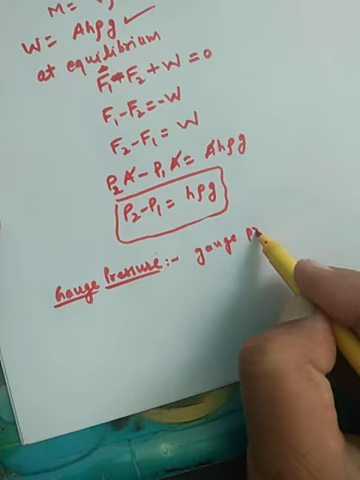 M =
W = Ahρg ✓
at equilibrium
F₁ - F₂ + W = 0
F₁ - F₂ = -W
F₂ - F₁ = W
P₂A - P₁A = Ahρg
P₂ - P₁ = hρg
Gauge Pressure :- gauge pr